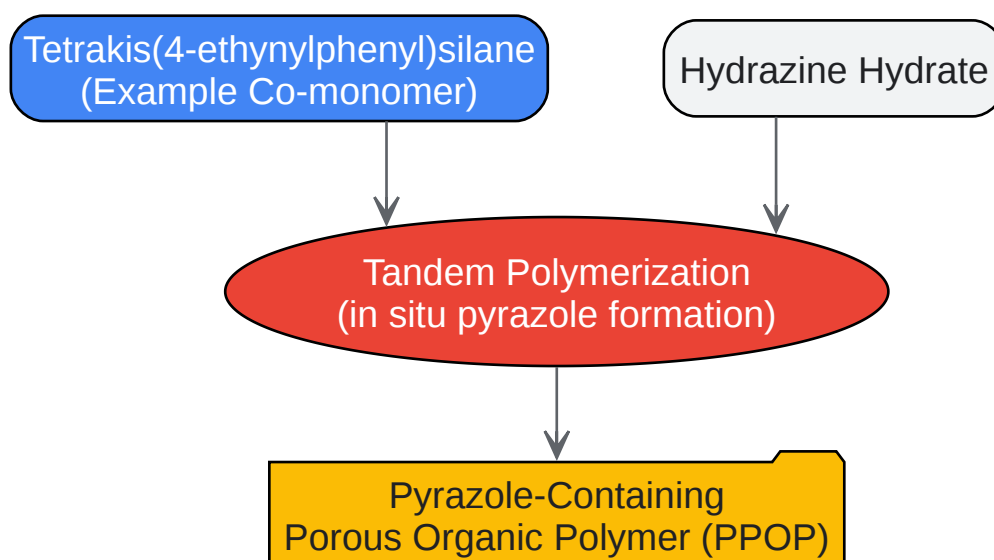 Tetrakis(4-ethynylphenyl)silane
(Example Co-monomer)
Hydrazine Hydrate
Tandem Polymerization
(in situ pyrazole formation)
Pyrazole-Containing
Porous Organic Polymer (PPOP)